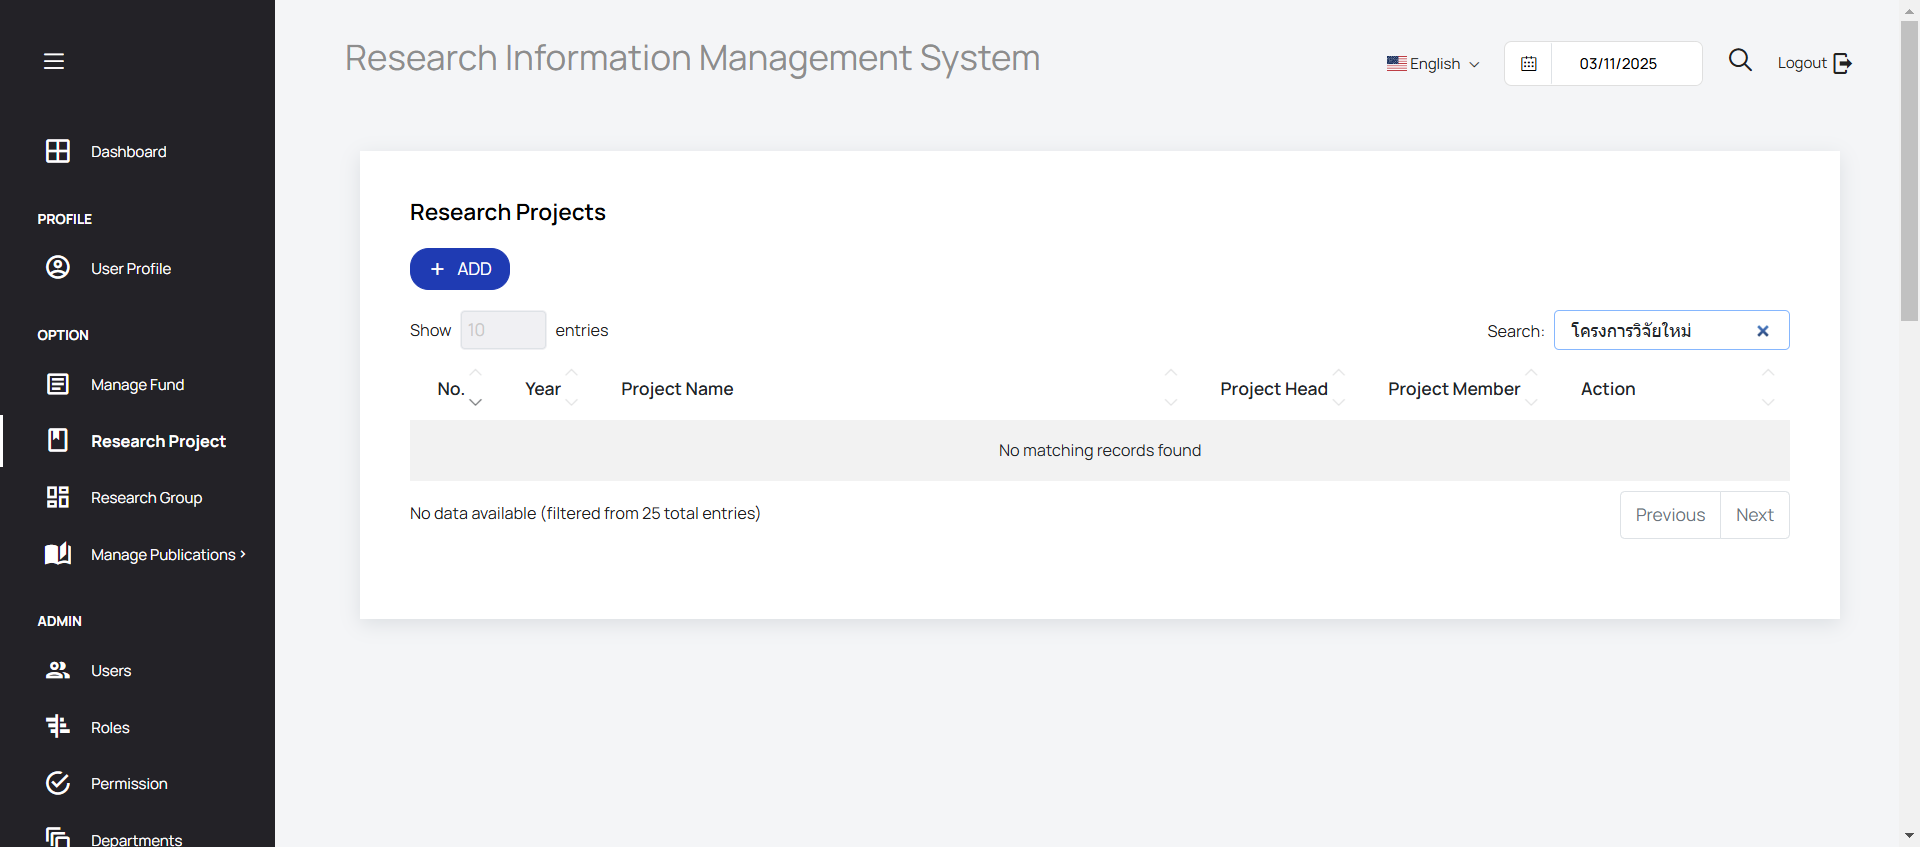 Research Information Management System
English
03/11/2025
Logout
Dashboard
PROFILE
User Profile
OPTION
Manage Fund
Research Project
Research Group
Manage Publications
ADMIN
Users
Roles
Permission
Departments
Research Projects
+ ADD
Show 10 entries
Search: โครงการวิจัยใหม่
No. Year Project Name Project Head Project Member Action
No matching records found
No data available (filtered from 25 total entries)
Previous Next